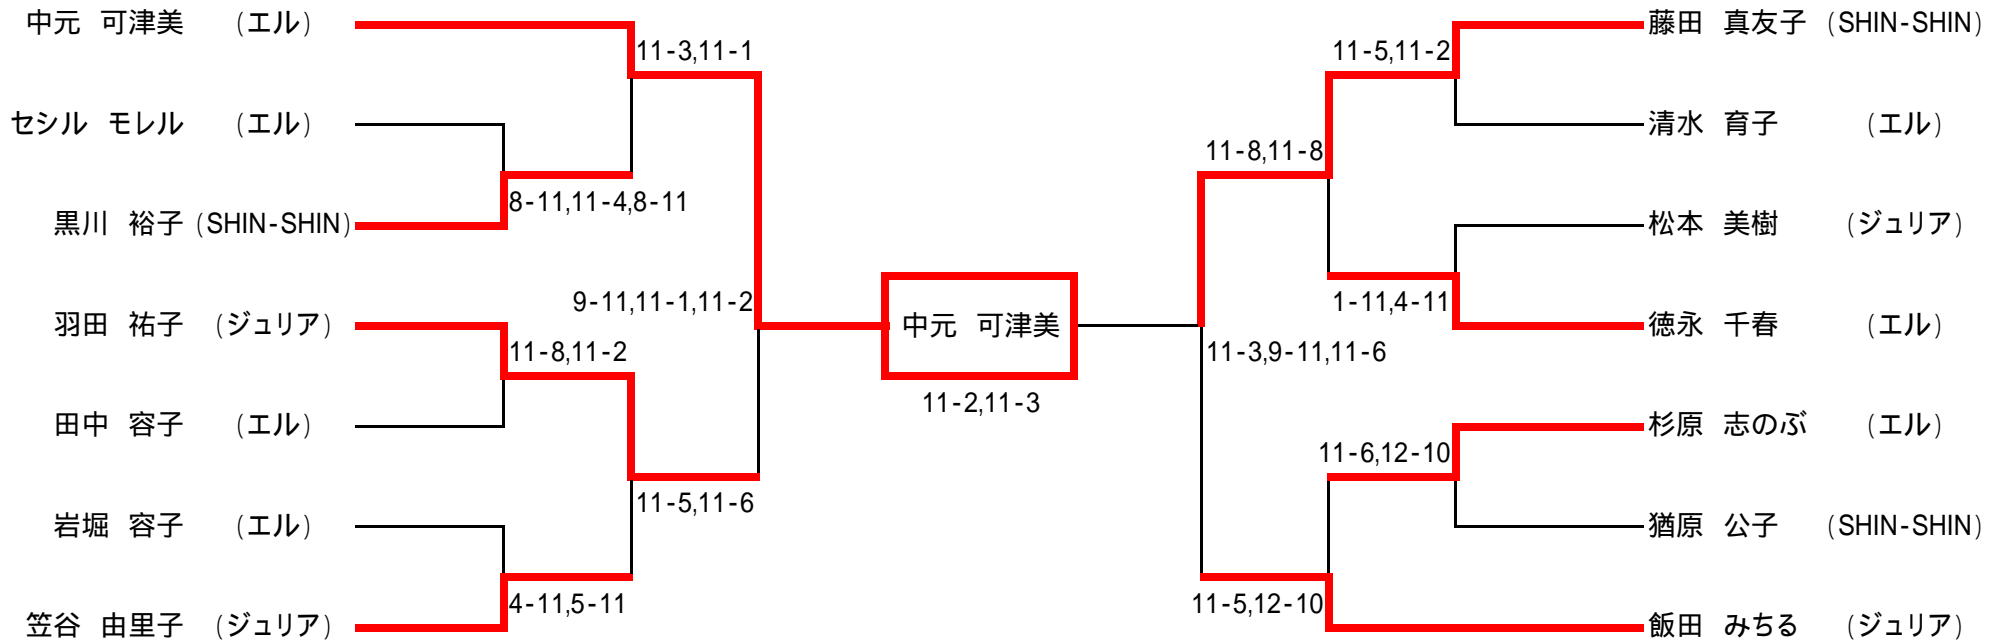 中元 可津美 (エル)
11-3,11-1
セシル モレル (エル)
8-11,11-4,8-11
黒川 裕子 (SHIN-SHIN)
9-11,11-1,11-2
羽田 祐子 (ジュリア)
11-8,11-2
田中 容子 (エル)
11-5,11-6
岩堀 容子 (エル)
4-11,5-11
笠谷 由里子 (ジュリア)
中元 可津美
11-2,11-3
藤田 真友子 (SHIN-SHIN)
11-5,11-2
清水 育子 (エル)
11-8,11-8
松本 美樹 (ジュリア)
1-11,4-11
徳永 千春 (エル)
11-3,9-11,11-6
杉原 志のぶ (エル)
11-6,12-10
猶原 公子 (SHIN-SHIN)
11-5,12-10
飯田 みちる (ジュリア)